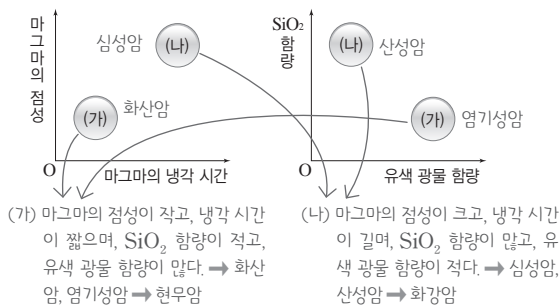 마그마의 점성
심성암
(나)
(가)
화산암
O
마그마의 냉각 시간
SiO₂
함량
(나)
산성암
(가)
염기성암
O
유색 광물 함량
(가) 마그마의 점성이 작고, 냉각 시간
이 짧으며, SiO₂ 함량이 적고,
유색 광물 함량이 많다. ➡ 화산
암, 염기성암 ➡ 현무암
(나) 마그마의 점성이 크고, 냉각 시간
이 길며, SiO₂ 함량이 많고, 유
색 광물 함량이 적다. ➡ 심성암,
산성암 ➡ 화강암